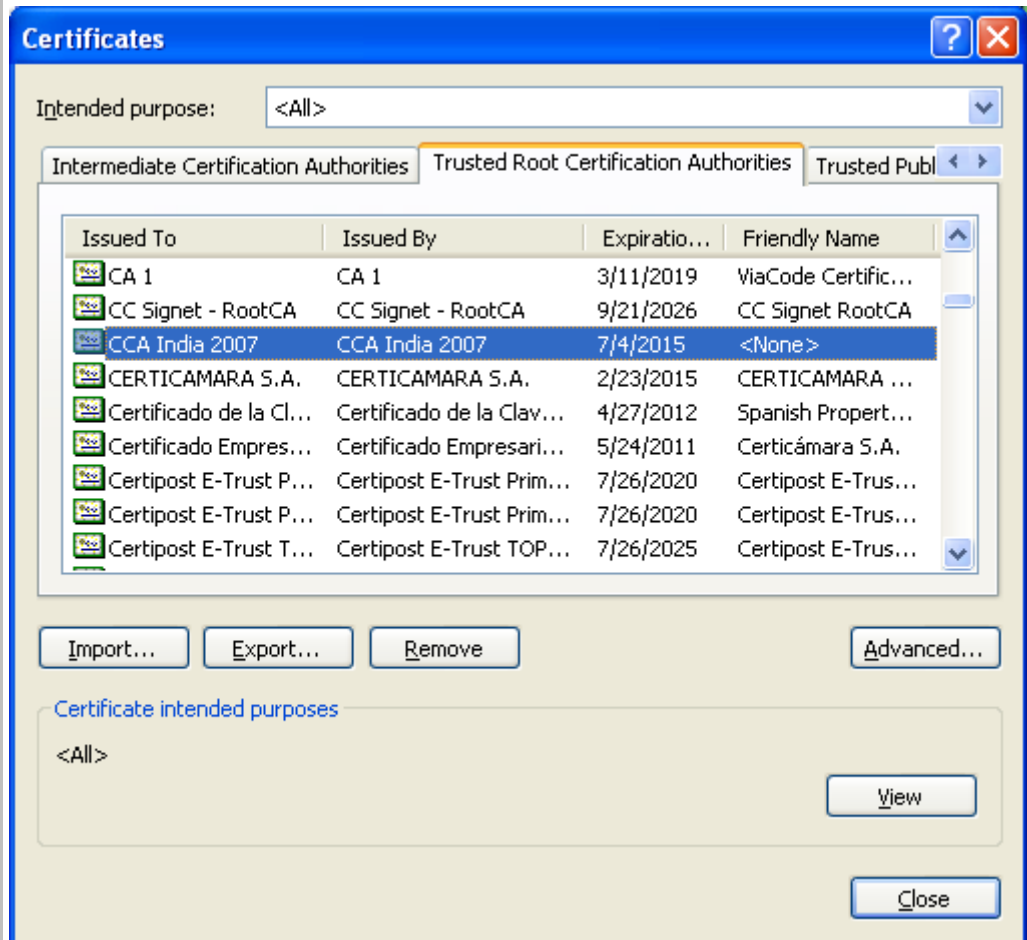 Certificates
Intended purpose: <All>
Intermediate Certification Authorities Trusted Root Certification Authorities Trusted Publ
Issued To Issued By Expiratio... Friendly Name
CA 1 CA 1 3/11/2019 ViaCode Certific...
CC Signet - RootCA CC Signet - RootCA 9/21/2026 CC Signet RootCA
CCA India 2007 CCA India 2007 7/4/2015 <None>
CERTICAMARA S.A. CERTICAMARA S.A. 2/23/2015 CERTICAMARA ...
Certificado de la Cl... Certificado de la Clav... 4/27/2012 Spanish Propert...
Certificado Empres... Certificado Empresari... 5/24/2011 Certicámara S.A.
Certipost E-Trust P... Certipost E-Trust Prim... 7/26/2020 Certipost E-Trus...
Certipost E-Trust P... Certipost E-Trust Prim... 7/26/2020 Certipost E-Trus...
Certipost E-Trust T... Certipost E-Trust TOP... 7/26/2025 Certipost E-Trus...
Import... Export... Remove Advanced...
Certificate intended purposes
<All>
View
Close